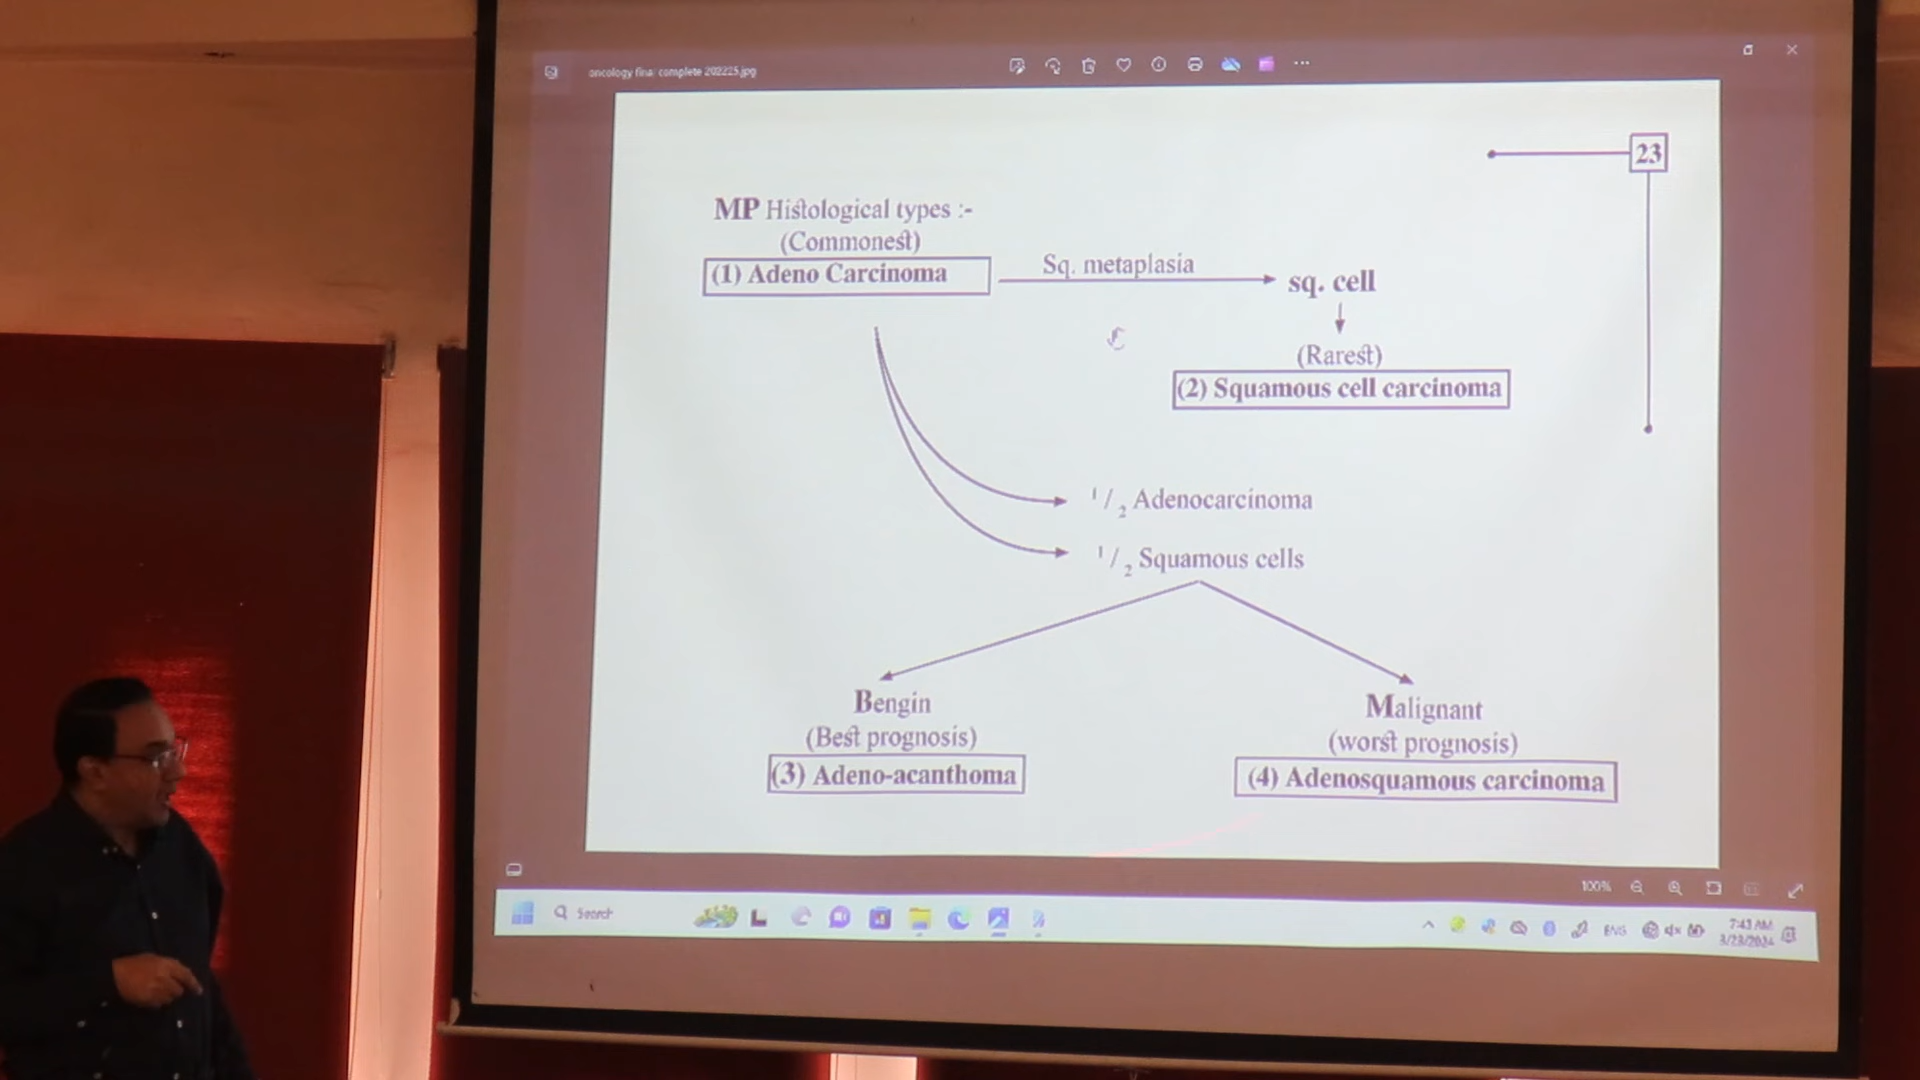 oncology final complete 202225.jpg
23
MP Histological types :-
(Commonest)
(1) Adeno Carcinoma
Sq. metaplasia
sq. cell
(Rarest)
(2) Squamous cell carcinoma
1/2 Adenocarcinoma
1/2 Squamous cells
Bengin
(Best prognosis)
(3) Adeno-acanthoma
Malignant
(worst prognosis)
(4) Adenosquamous carcinoma
100%
Search
ENG
7:43 AM
3/23/2024